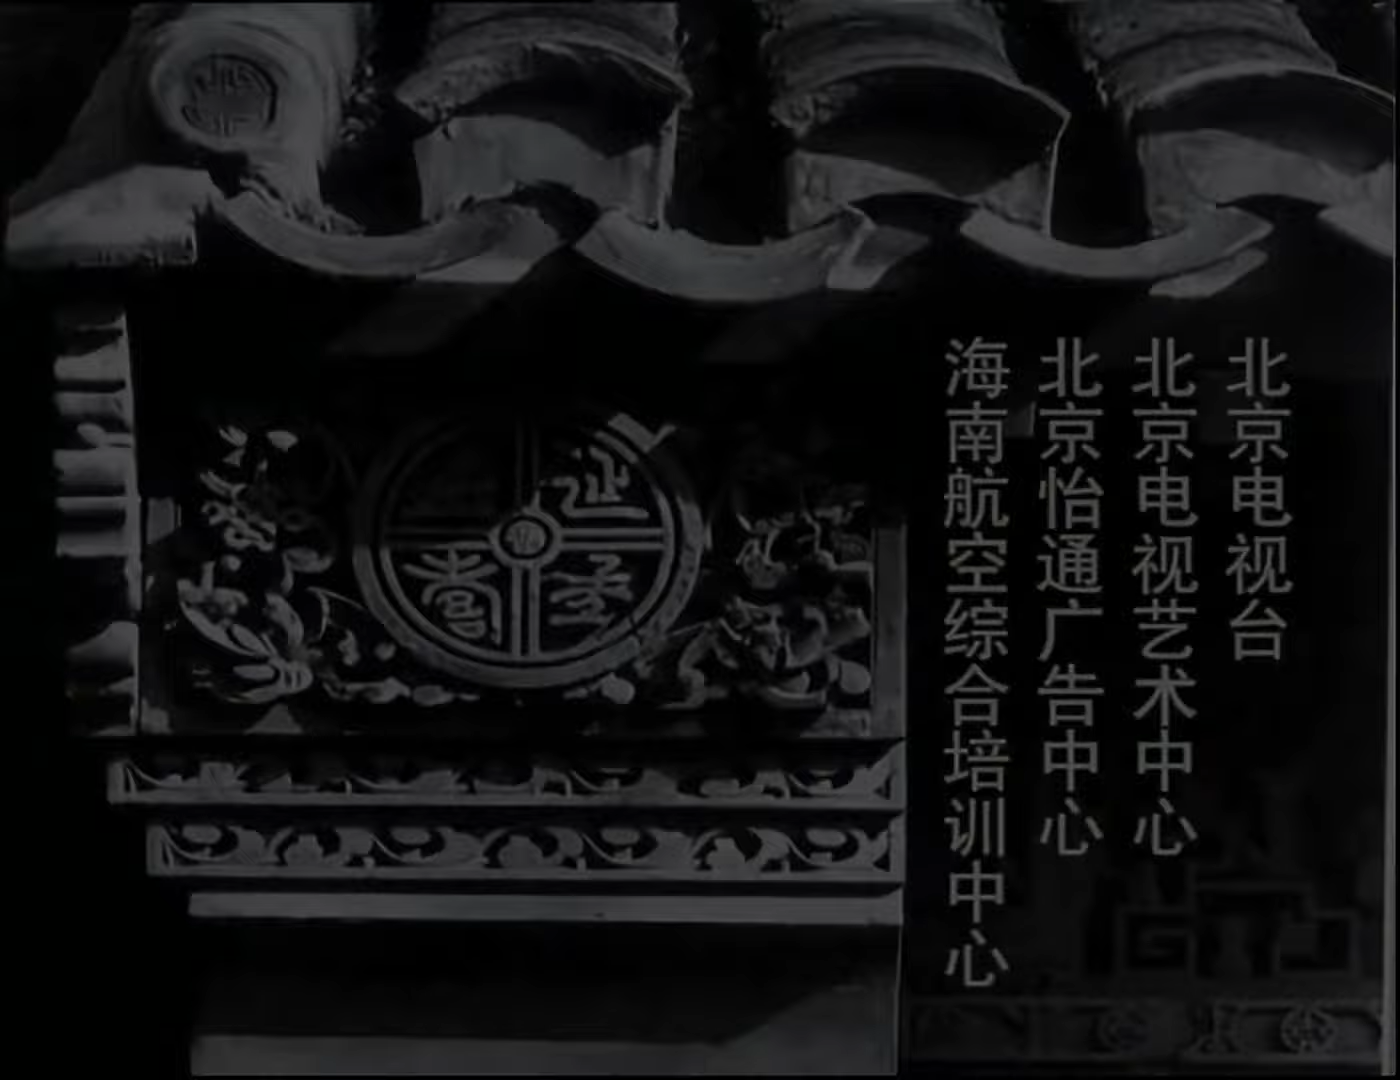 北京电视台
北京电视艺术中心
北京怡通广告中心
海南航空综合培训中心